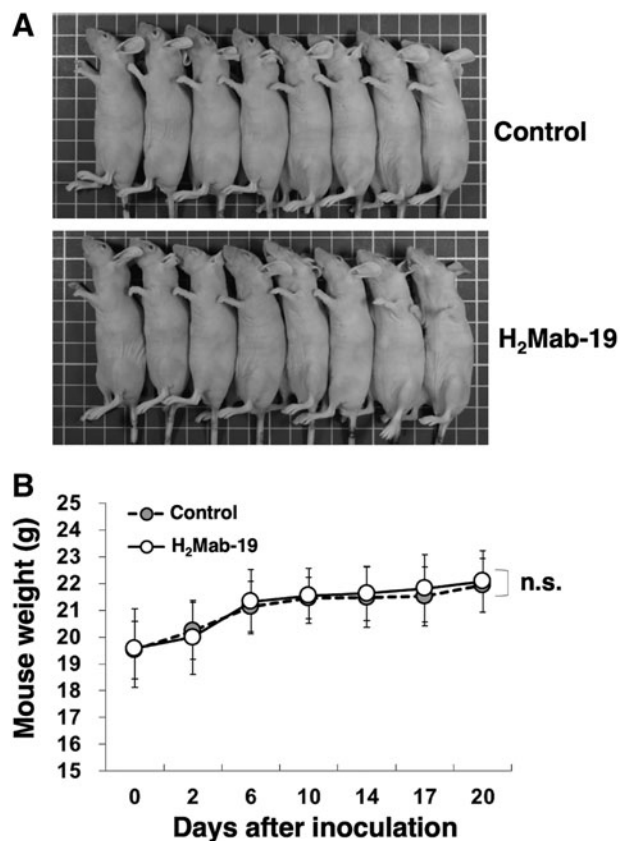 A
Control
H₂Mab-19
B
Mouse weight (g)
25
24
23
22
21
20
19
18
17
16
15
Control
H₂Mab-19
n.s.
0 2 6 10 14 17 20
Days after inoculation